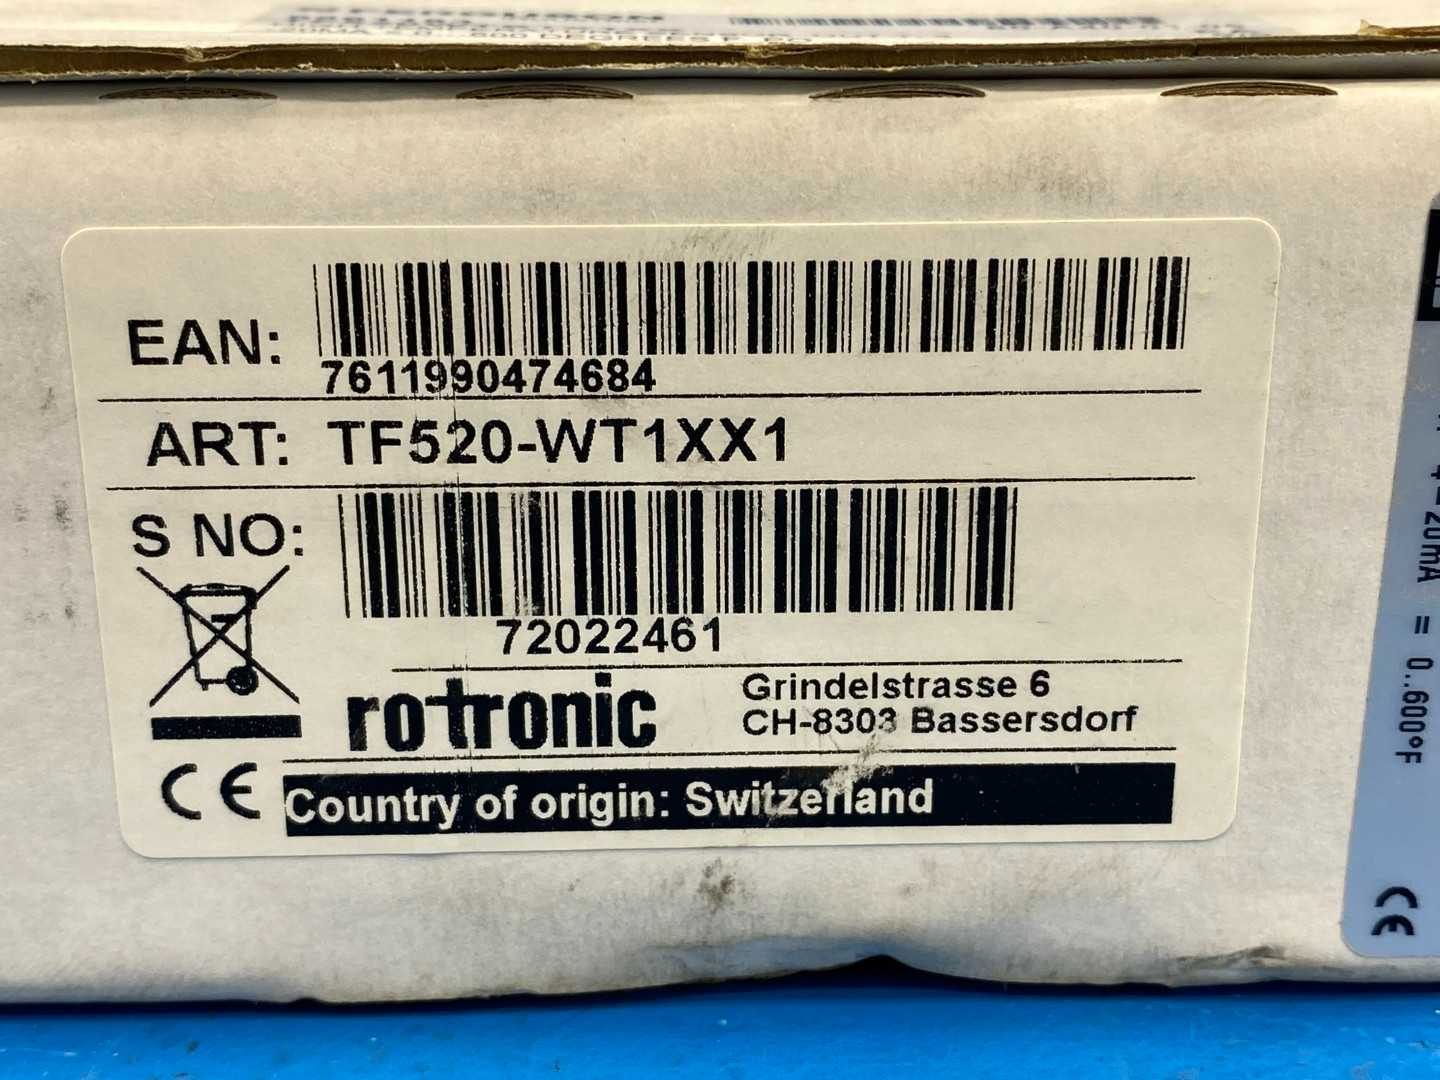 EAN:
7611990474684
ART: TF520-WT1XX1
S NO:
72022461
rotronic
Grindelstrasse 6
CH-8303 Bassersdorf
CE
Country of origin: Switzerland
4-20mA = 0..600°F
CE